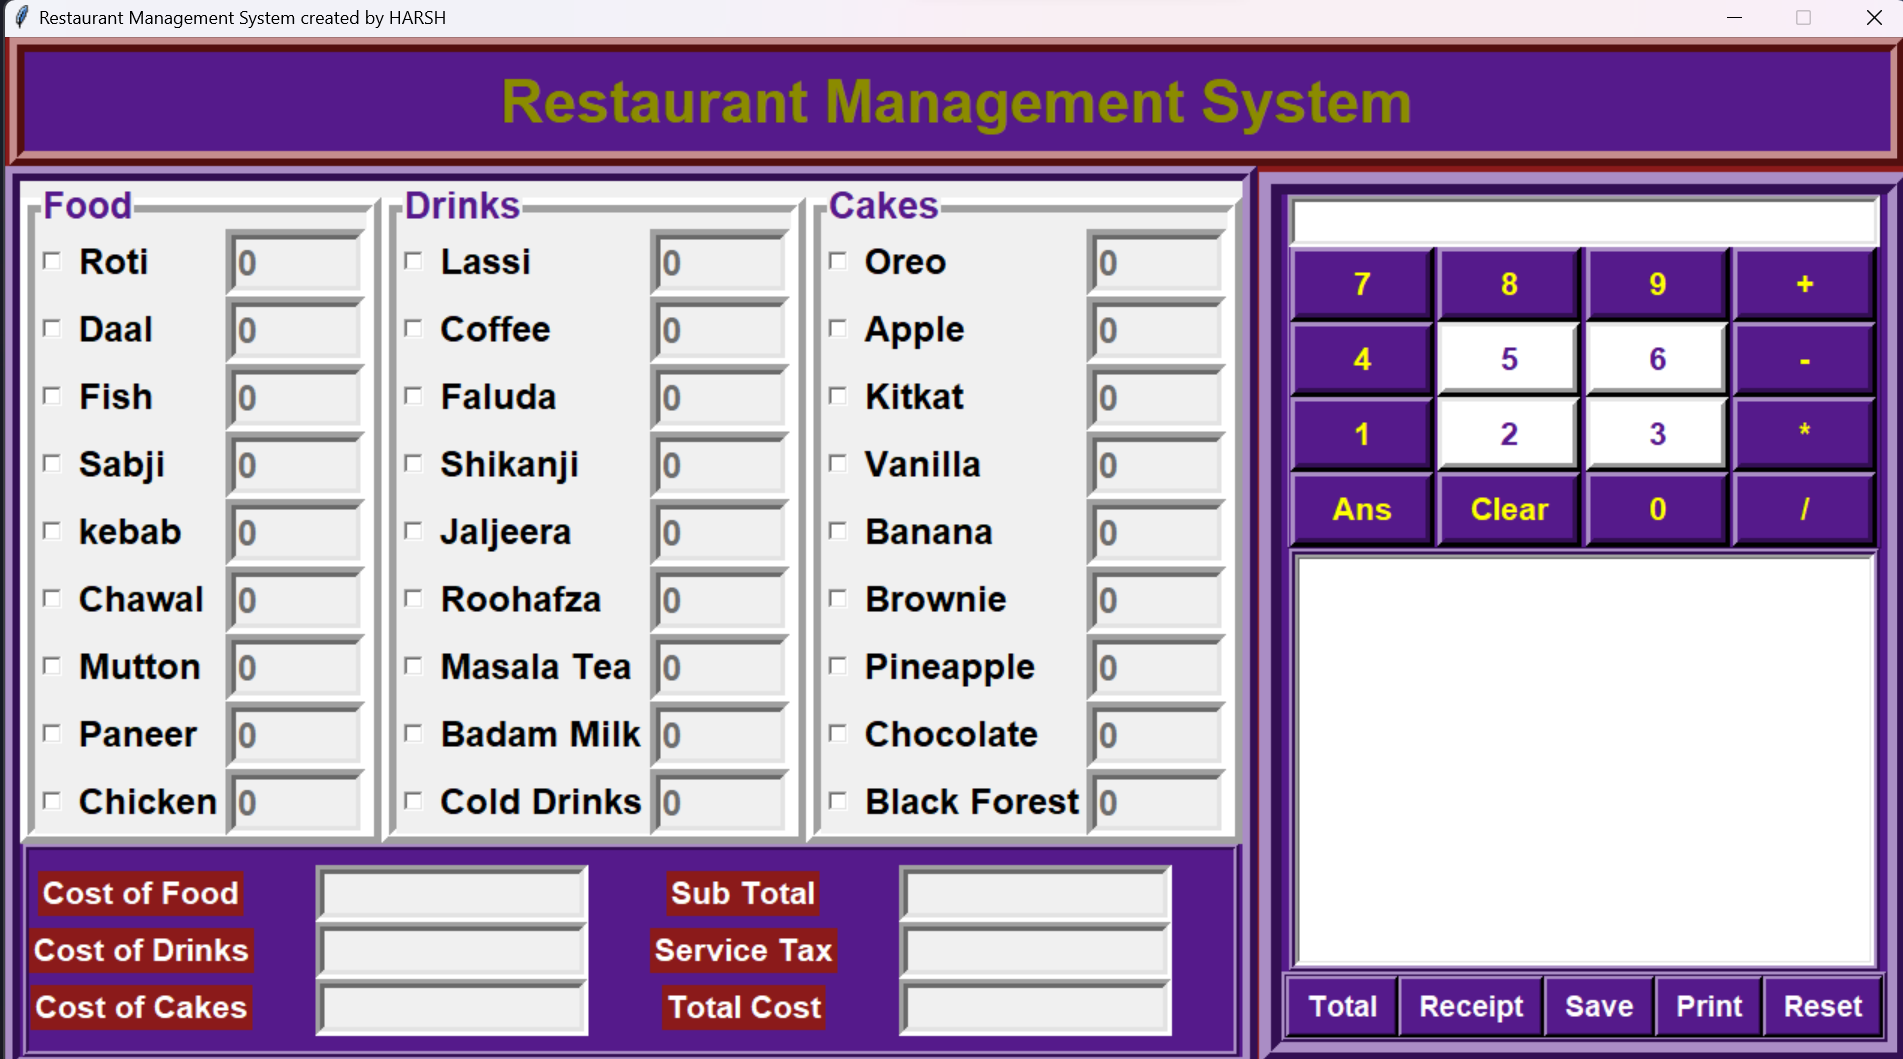 Restaurant Management System created by HARSH
Restaurant Management System
Food
Roti 0
Daal 0
Fish 0
Sabji 0
kebab 0
Chawal 0
Mutton 0
Paneer 0
Chicken 0
Drinks
Lassi 0
Coffee 0
Faluda 0
Shikanji 0
Jaljeera 0
Roohafza 0
Masala Tea 0
Badam Milk 0
Cold Drinks 0
Cakes
Oreo 0
Apple 0
Kitkat 0
Vanilla 0
Banana 0
Brownie 0
Pineapple 0
Chocolate 0
Black Forest 0
Cost of Food
Cost of Drinks
Cost of Cakes
Sub Total
Service Tax
Total Cost
7 8 9 +
4 5 6 -
1 2 3 *
Ans Clear 0 /
Total Receipt Save Print Reset